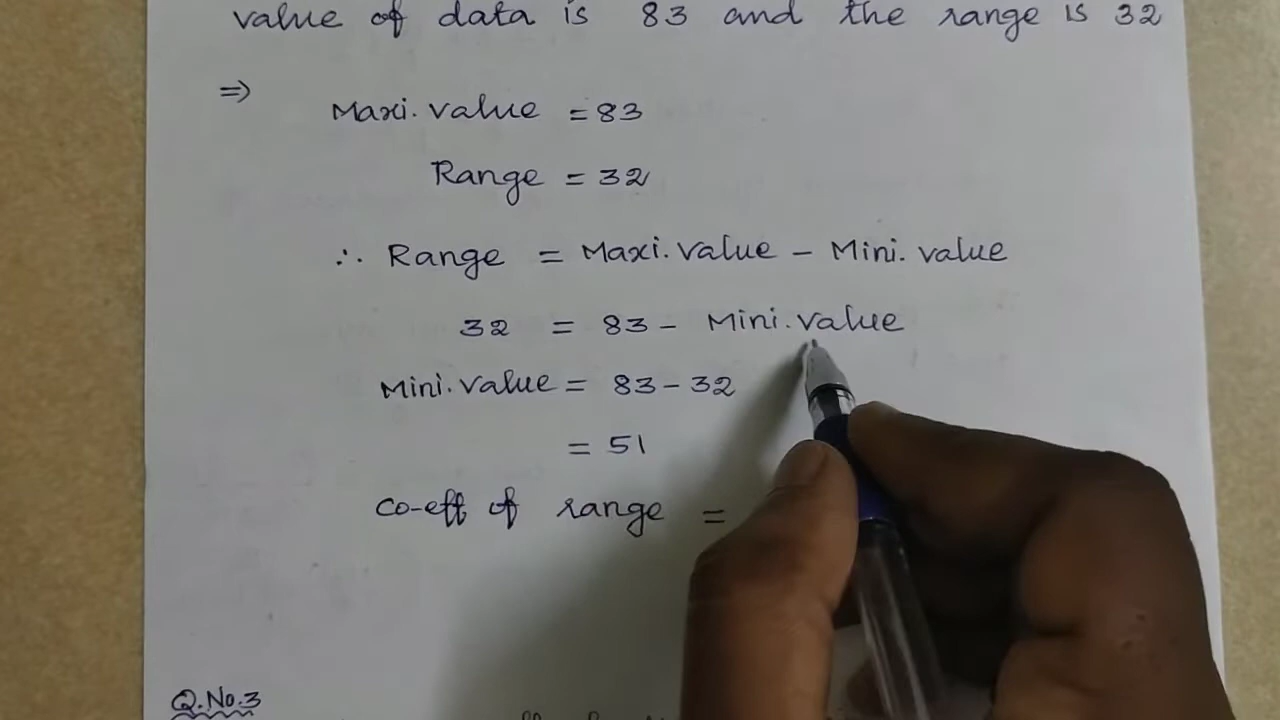 value of data is 83 and the range is 32
⇒ Maxi. value = 83
Range = 32
∴ Range = Maxi. value - Mini. value
32 = 83 - Mini. value
Mini. value = 83 - 32
= 51
co-eff of range =
Q.No.3